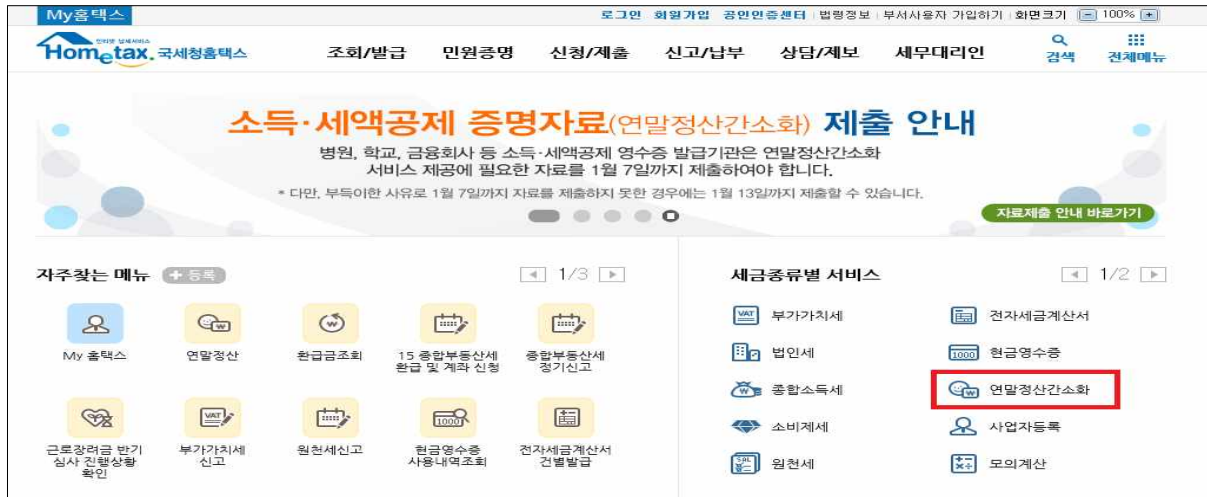 My홈택스
로그인 회원가입 공인인증센터 법령정보 부서사용자 가입하기 화면크기 - 100% +
Hometax. 국세청홈택스
조회/발급 민원증명 신청/제출 신고/납부 상담/제보 세무대리인 검색 전체메뉴
소득·세액공제 증명자료(연말정산간소화) 제출 안내
병원, 학교, 금융회사 등 소득·세액공제 영수증 발급기관은 연말정산간소화
서비스 제공에 필요한 자료를 1월 7일까지 제출하여야 합니다.
* 다만, 부득이한 사유로 1월 7일까지 자료를 제출하지 못한 경우에는 1월 13일까지 제출할 수 있습니다.
자료제출 안내 바로가기
자주찾는 메뉴 + 등록 1/3
My 홈택스 연말정산 환급금조회 15 종합부동산세 환급 및 계좌 신청 종합부동산세 정기신고
근로장려금 반기 심사 진행상황 확인 부가가치세 신고 원천세신고 현금영수증 사용내역조회 전자세금계산서 건별발급
세금종류별 서비스 1/2
VAT 부가가치세 전자세금계산서
법인세 1000 현금영수증
종합소득세 연말정산간소화
소비제세 사업자등록
원천세 모의계산